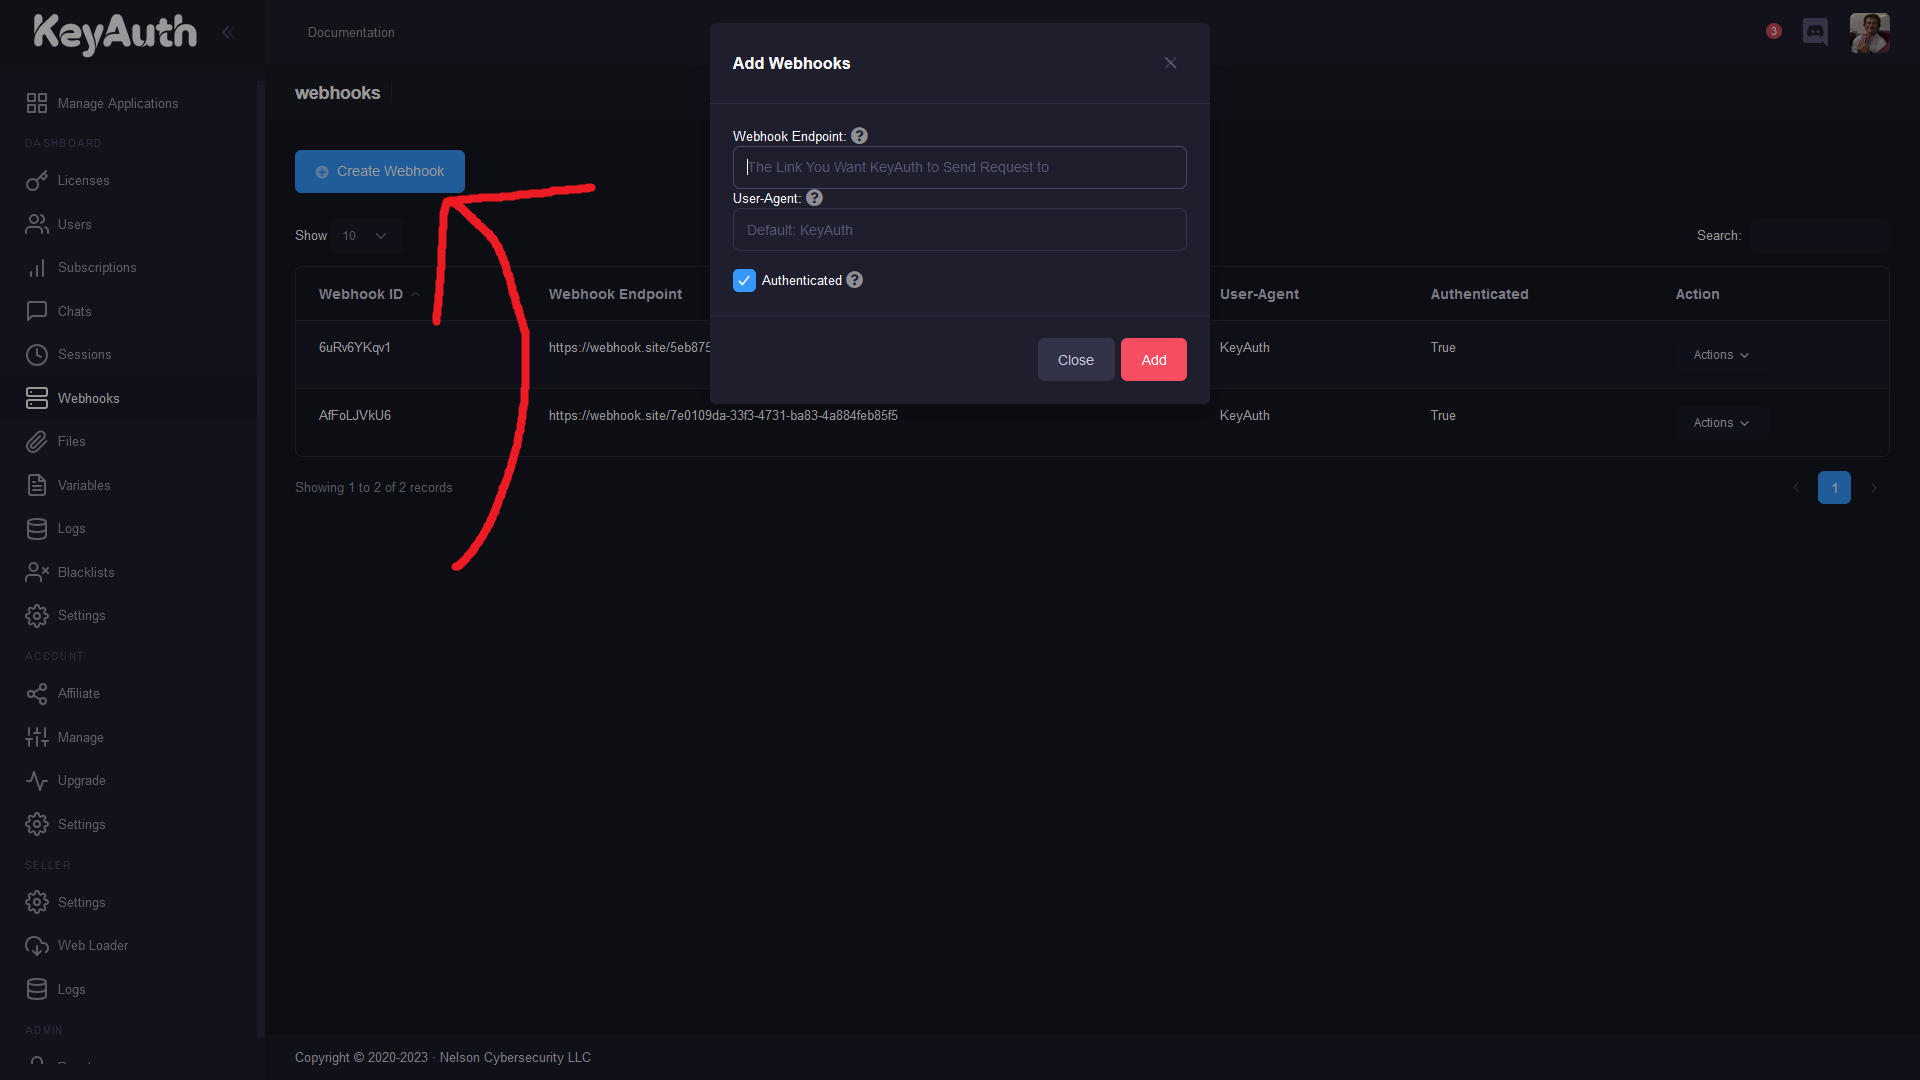 KeyAuth
Documentation
3
Manage Applications
DASHBOARD
Licenses
Users
Subscriptions
Chats
Sessions
Webhooks
Files
Variables
Logs
Blacklists
Settings
ACCOUNT
Affiliate
Manage
Upgrade
Settings
SELLER
Settings
Web Loader
Logs
ADMIN
webhooks
Create Webhook
Show 10
Search:
Webhook ID Webhook Endpoint User-Agent Authenticated Action
6uRv6YKqv1 https://webhook.site/5eb875 KeyAuth True Actions
AfFoLJVkU6 https://webhook.site/7e0109da-33f3-4731-ba83-4a884feb85f5 KeyAuth True Actions
Showing 1 to 2 of 2 records
1
Add Webhooks
Webhook Endpoint:
The Link You Want KeyAuth to Send Request to
User-Agent:
Default: KeyAuth
Authenticated
Close Add
Copyright © 2020-2023 · Nelson Cybersecurity LLC